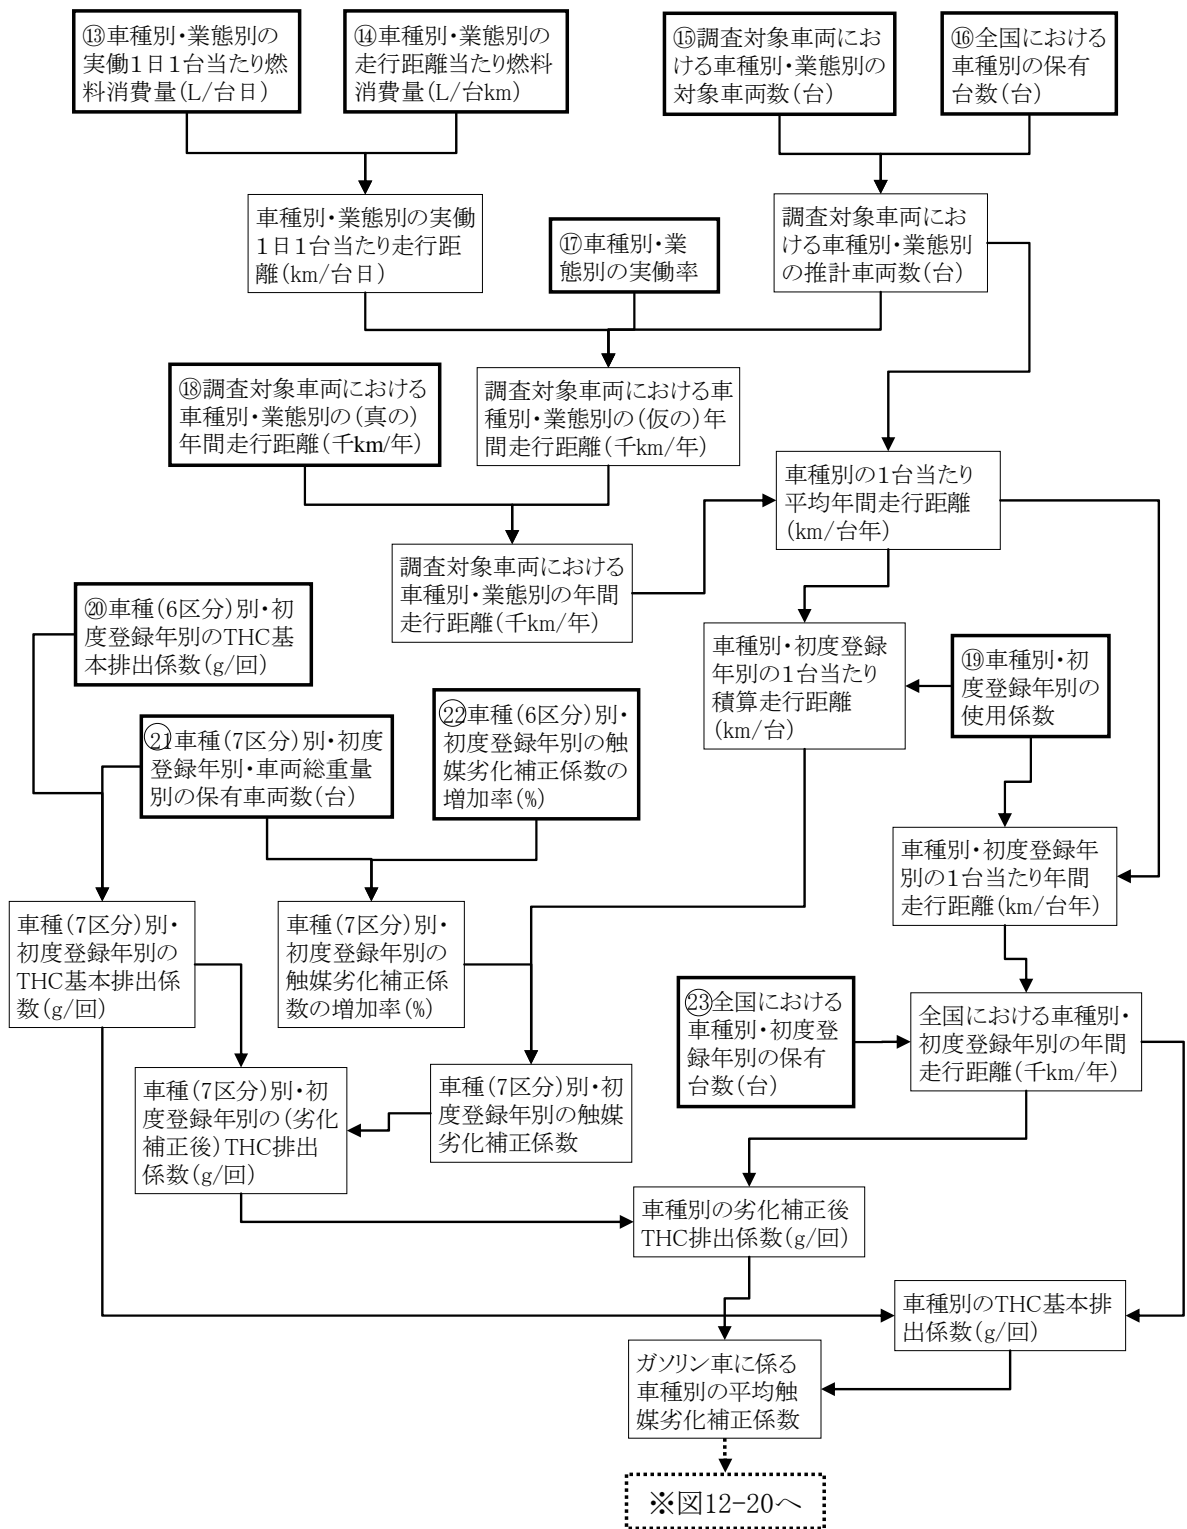 ⑬車種別・業態別の
実働1日1台当たり燃
料消費量(L/台日)
⑭車種別・業態別の
走行距離当たり燃料
消費量(L/台km)
⑮調査対象車両にお
ける車種別・業態別の
対象車両数(台)
⑯全国における
車種別の保有
台数(台)
車種別・業態別の実働
1日1台当たり走行距
離(km/台日)
⑰車種別・業
態別の実働率
調査対象車両にお
ける車種別・業態別
の推計車両数(台)
⑱調査対象車両における
車種別・業態別の(真の)
年間走行距離(千km/年)
調査対象車両における車
種別・業態別の(仮の)年
間走行距離(千km/年)
車種別の1台当たり
平均年間走行距離
(km/台年)
調査対象車両における
車種別・業態別の年間
走行距離(千km/年)
⑳車種(6区分)別・初
度登録年別のTHC基
本排出係数(g/回)
車種別・初度登録
年別の1台当たり
積算走行距離
(km/台)
⑲車種別・初
度登録年別の
使用係数
㉑車種(7区分)別・初度
登録年別・車両総重量
別の保有車両数(台)
㉒車種(6区分)別・
初度登録年別の触
媒劣化補正係数の
増加率(%)
車種別・初度登録年
別の1台当たり年間
走行距離(km/台年)
車種(7区分)別・
初度登録年別の
THC基本排出係
数(g/回)
車種(7区分)別・
初度登録年別の
触媒劣化補正係
数の増加率(%)
㉓全国における
車種別・初度登
録年別の保有
台数(台)
全国における車種別・
初度登録年別の年間
走行距離(千km/年)
車種(7区分)別・初
度登録年別の(劣化
補正後)THC排出
係数(g/回)
車種(7区分)別・初
度登録年別の触媒
劣化補正係数
車種別の劣化補正後
THC排出係数(g/回)
車種別のTHC基本排
出係数(g/回)
ガソリン車に係る
車種別の平均触
媒劣化補正係数
※図12-20へ